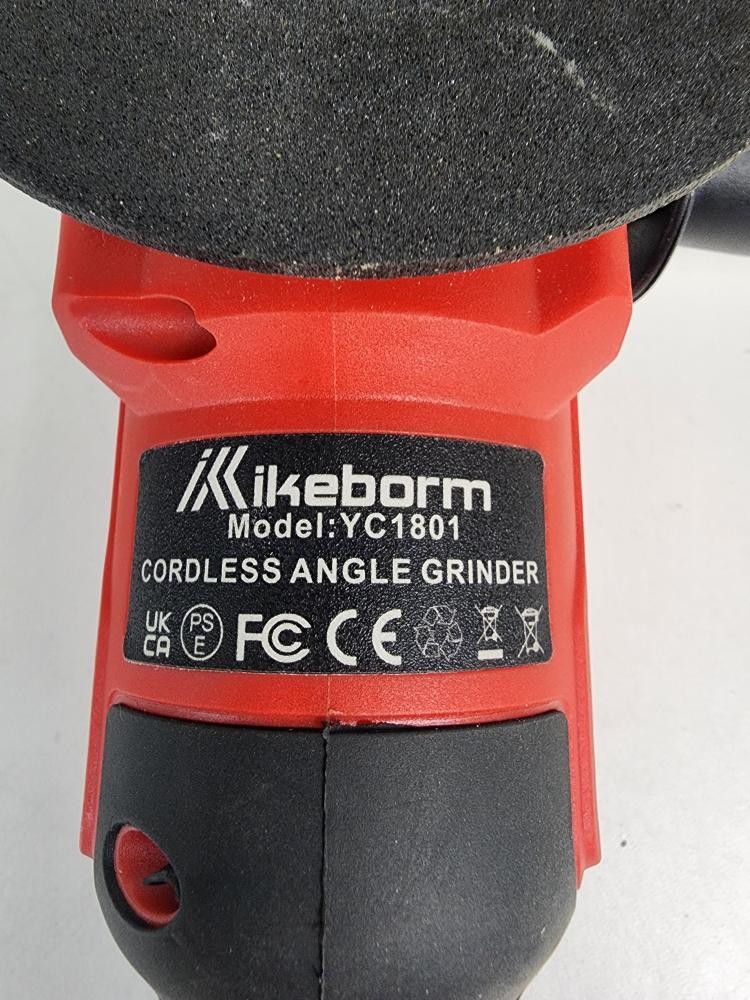 ikeborm
Model:YC1801
CORDLESS ANGLE GRINDER
UK
CA
PS
E
FC
CE